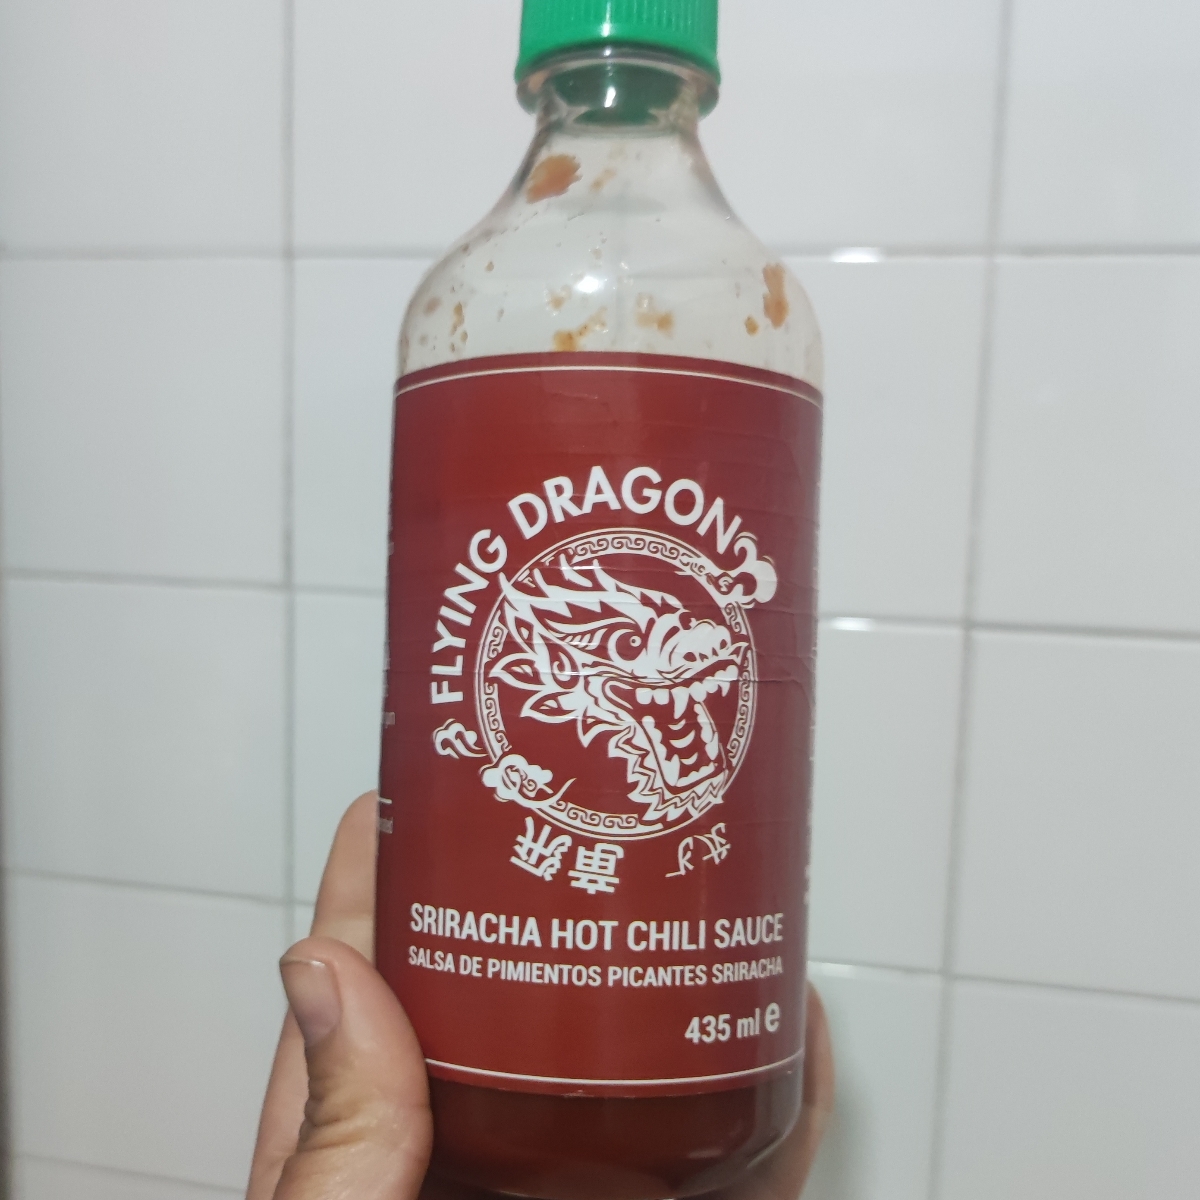 FLYING DRAGON
SRIRACHA HOT CHILI SAUCE
SALSA DE PIMIENTOS PICANTES SRIRACHA
435 ml e